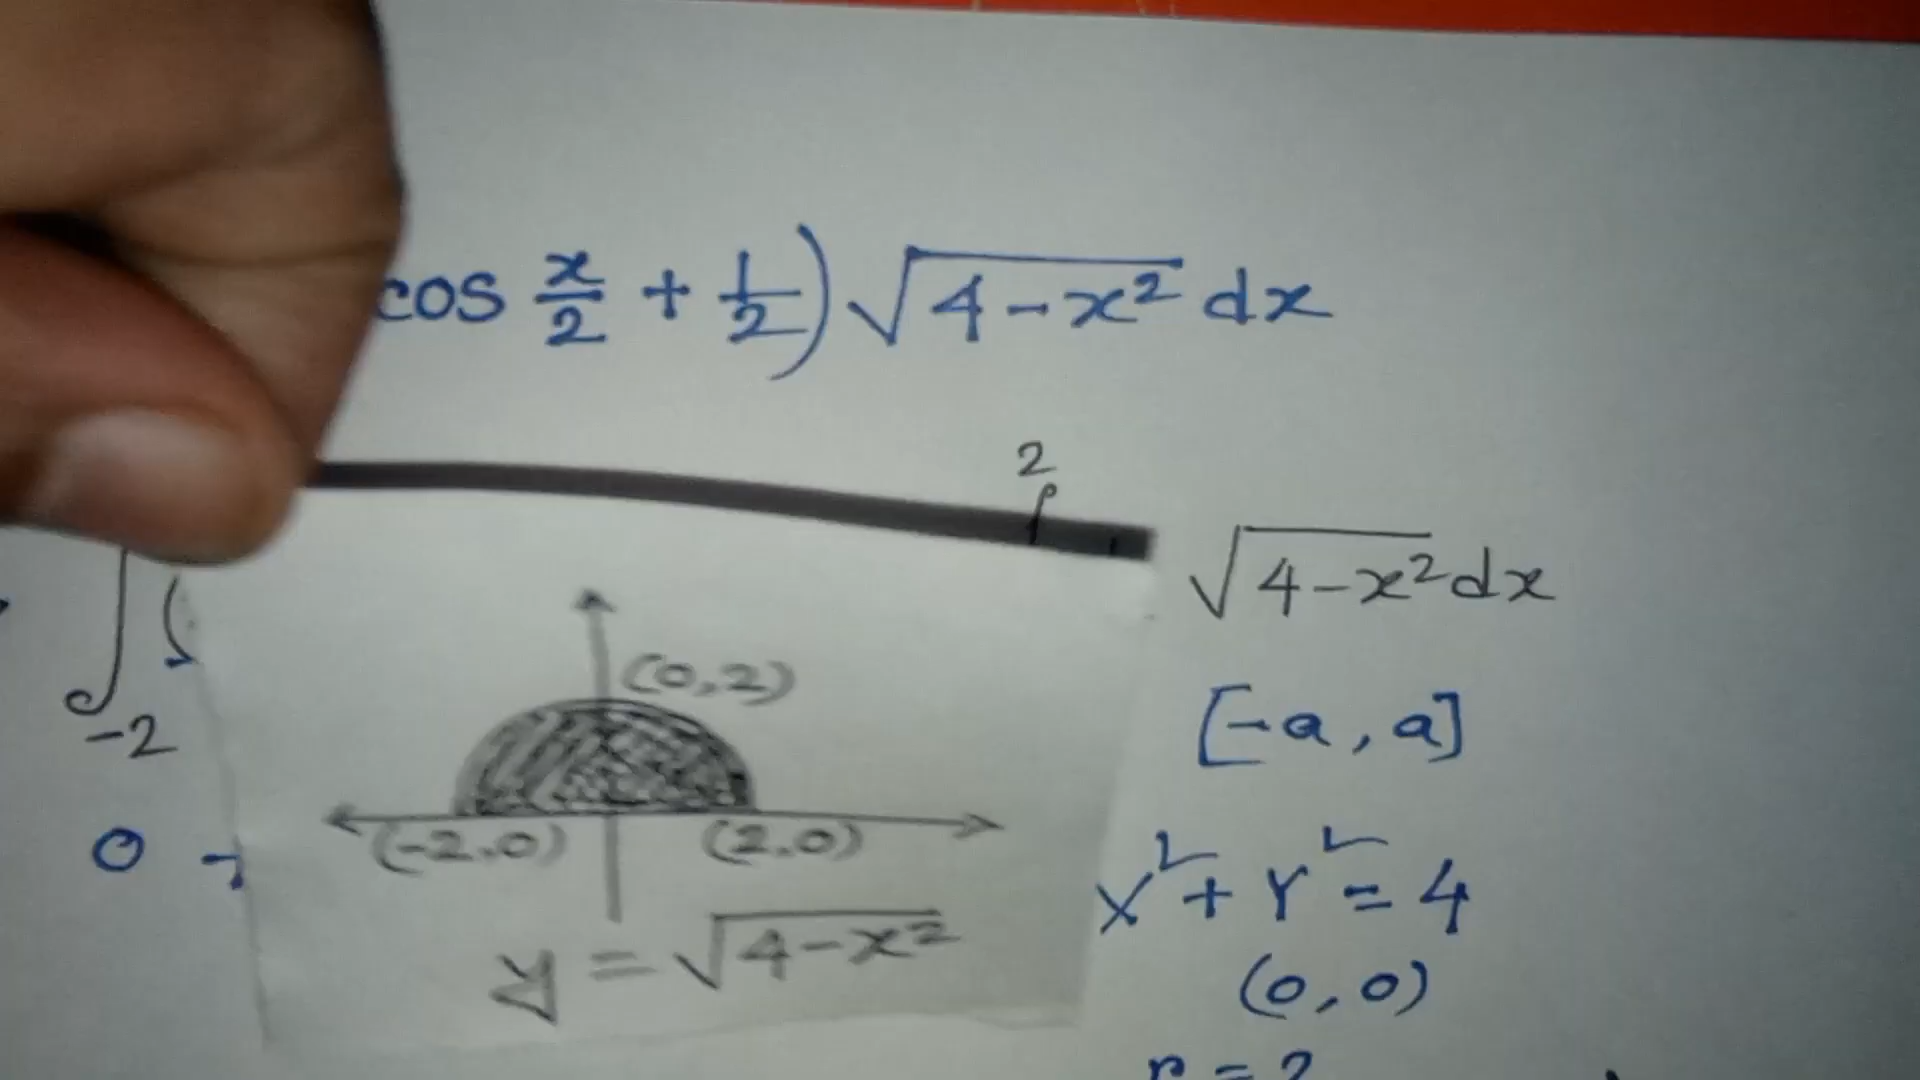 cos x/2 + 1/2) √(4-x²) dx
2
∫ ( √(4-x²) dx
-2
[-a, a]
(0,2)
(-2,0) (2,0)
0
x² + Y² = 4
y = √(4-x²)
(0,0)
r = 2